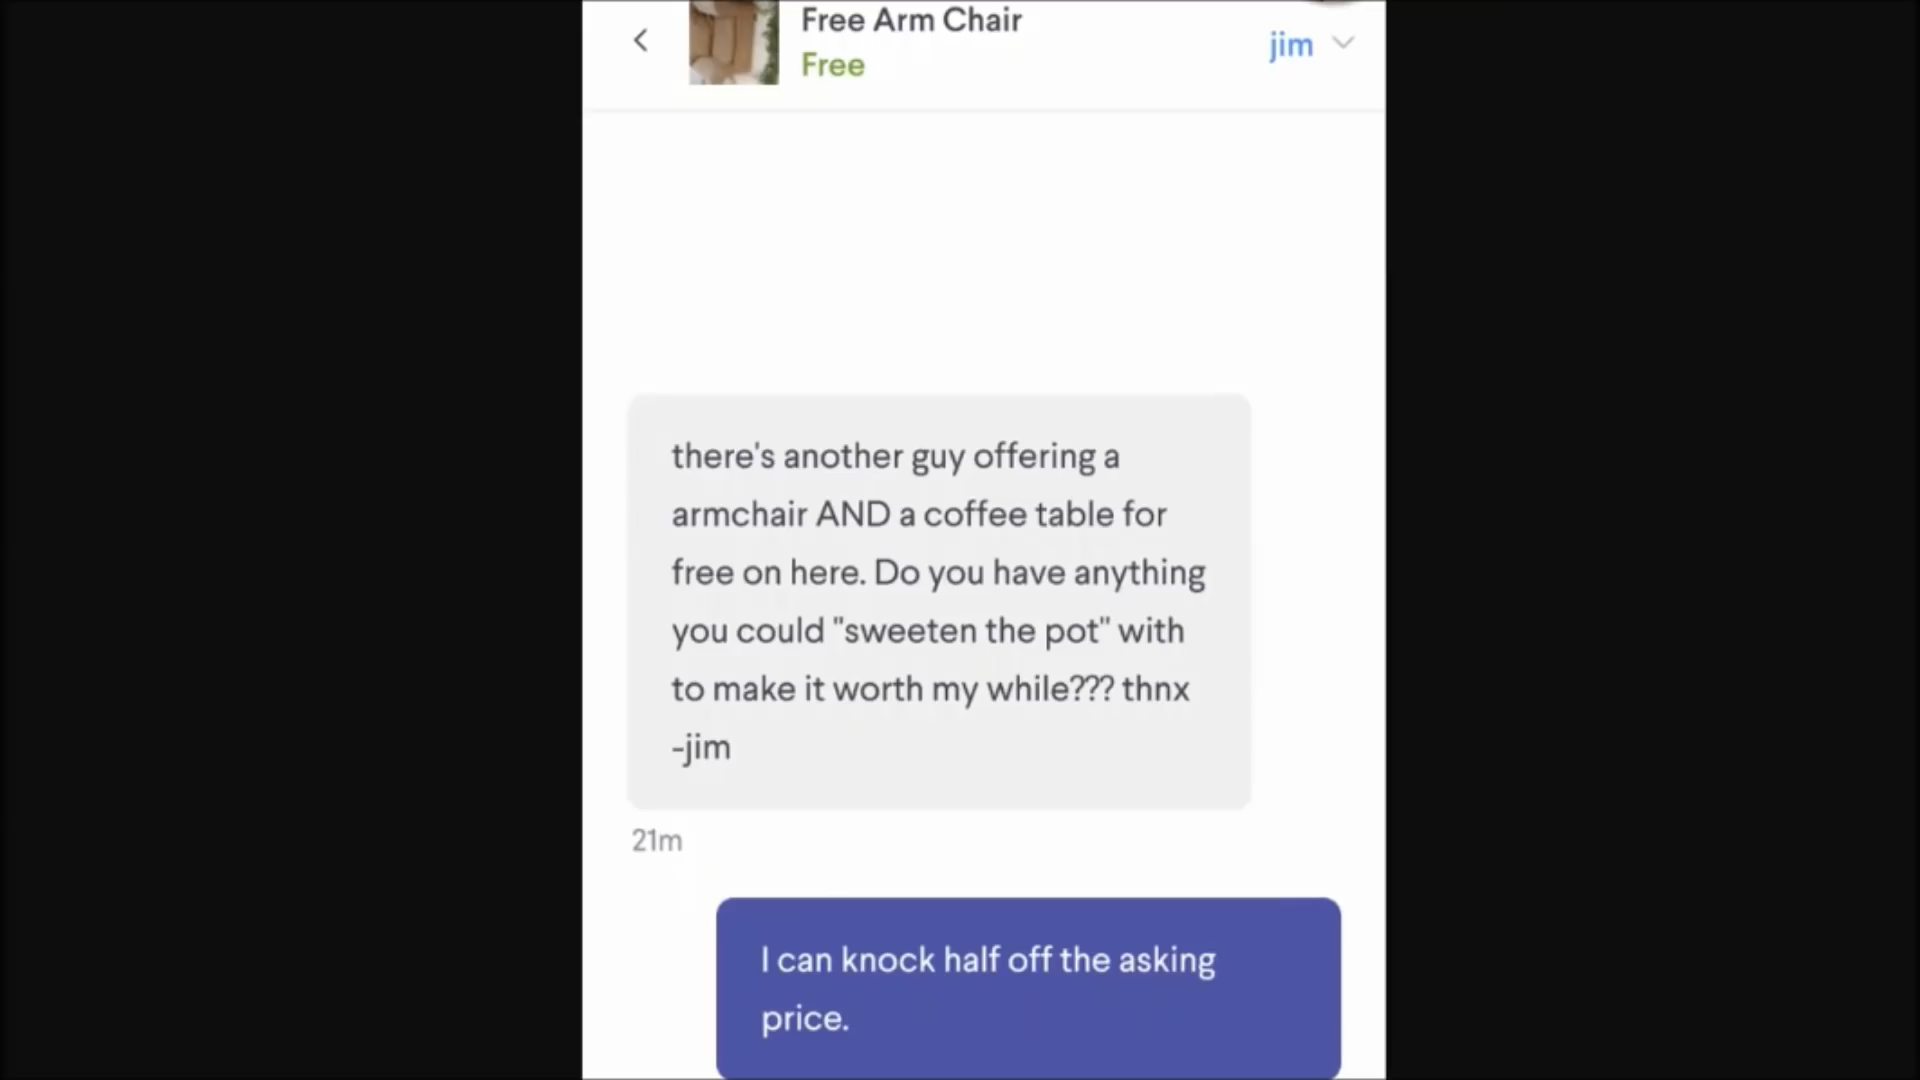 Free Arm Chair
Free
jim
there's another guy offering a
armchair AND a coffee table for
free on here. Do you have anything
you could "sweeten the pot" with
to make it worth my while??? thnx
-jim
21m
I can knock half off the asking
price.